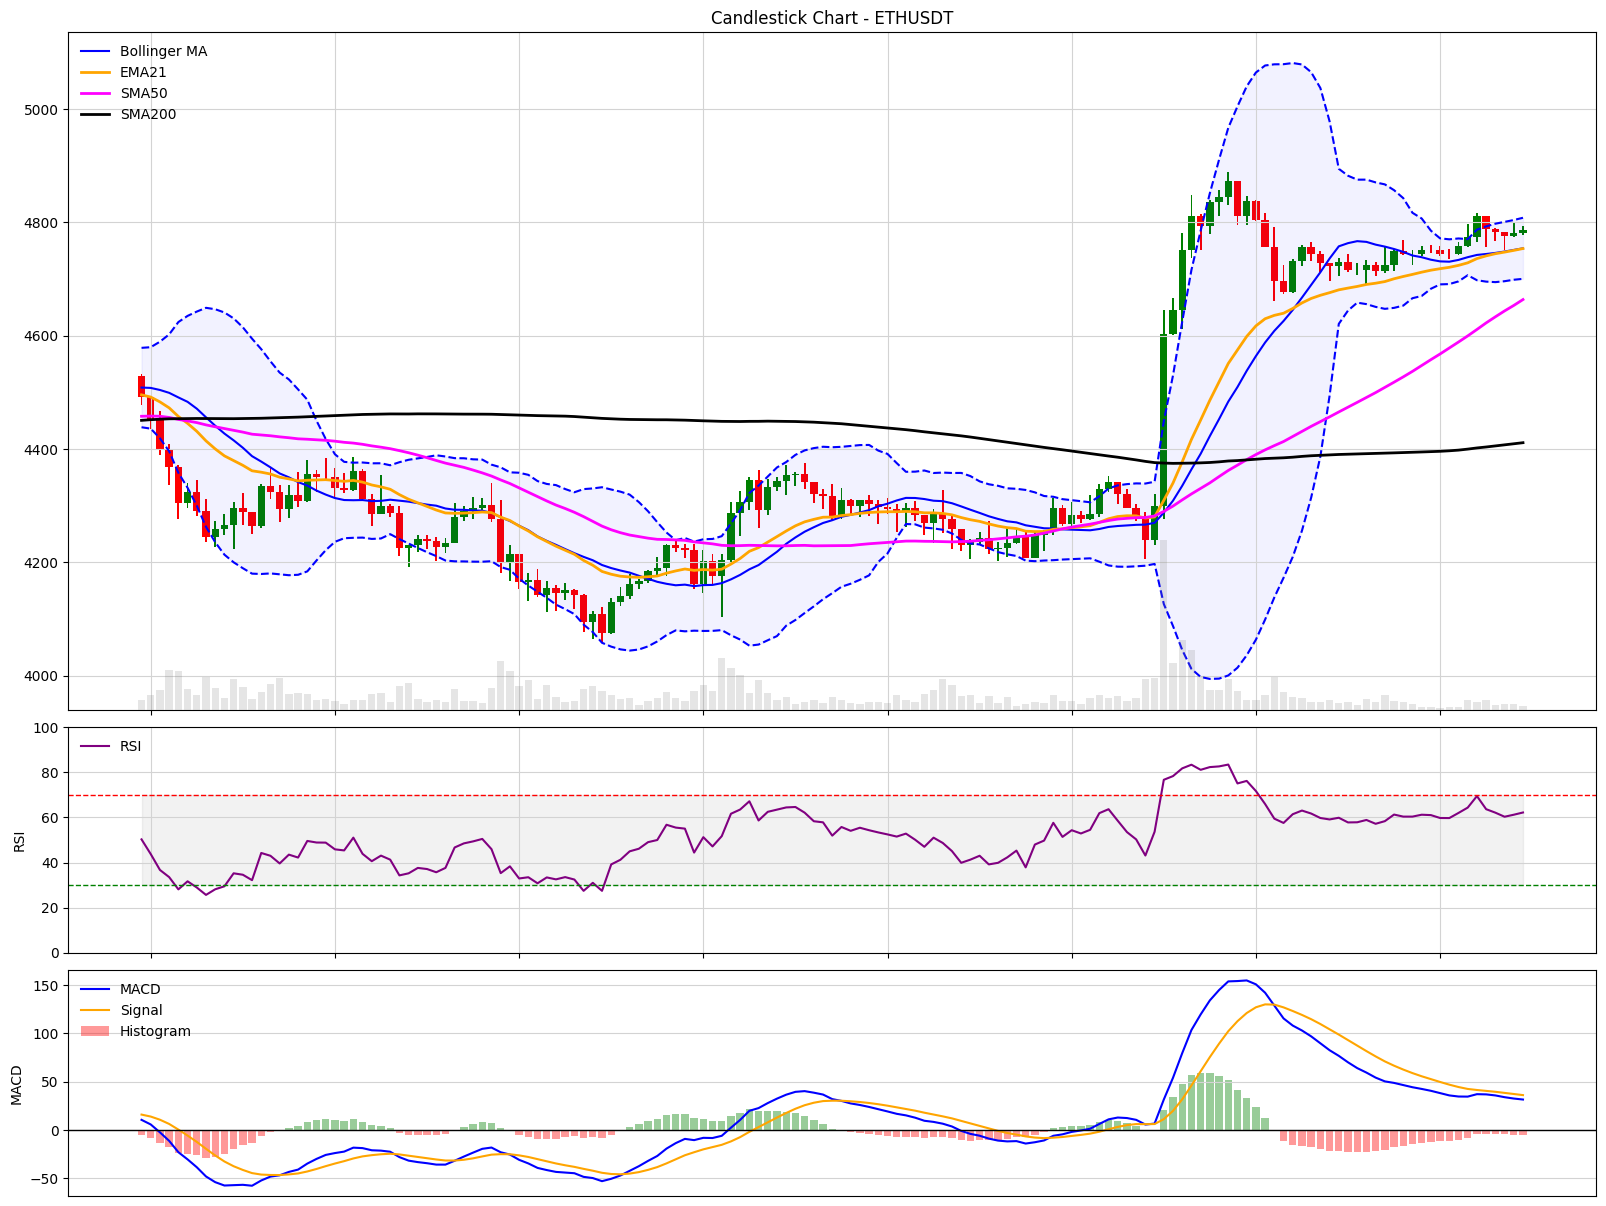 Candlestick Chart - ETHUSDT
Bollinger MA
EMA21
SMA50
SMA200
5000
4800
4600
4400
4200
4000
RSI
100
80
60
40
20
0
RSI
MACD
Signal
Histogram
150
100
50
0
−50
MACD